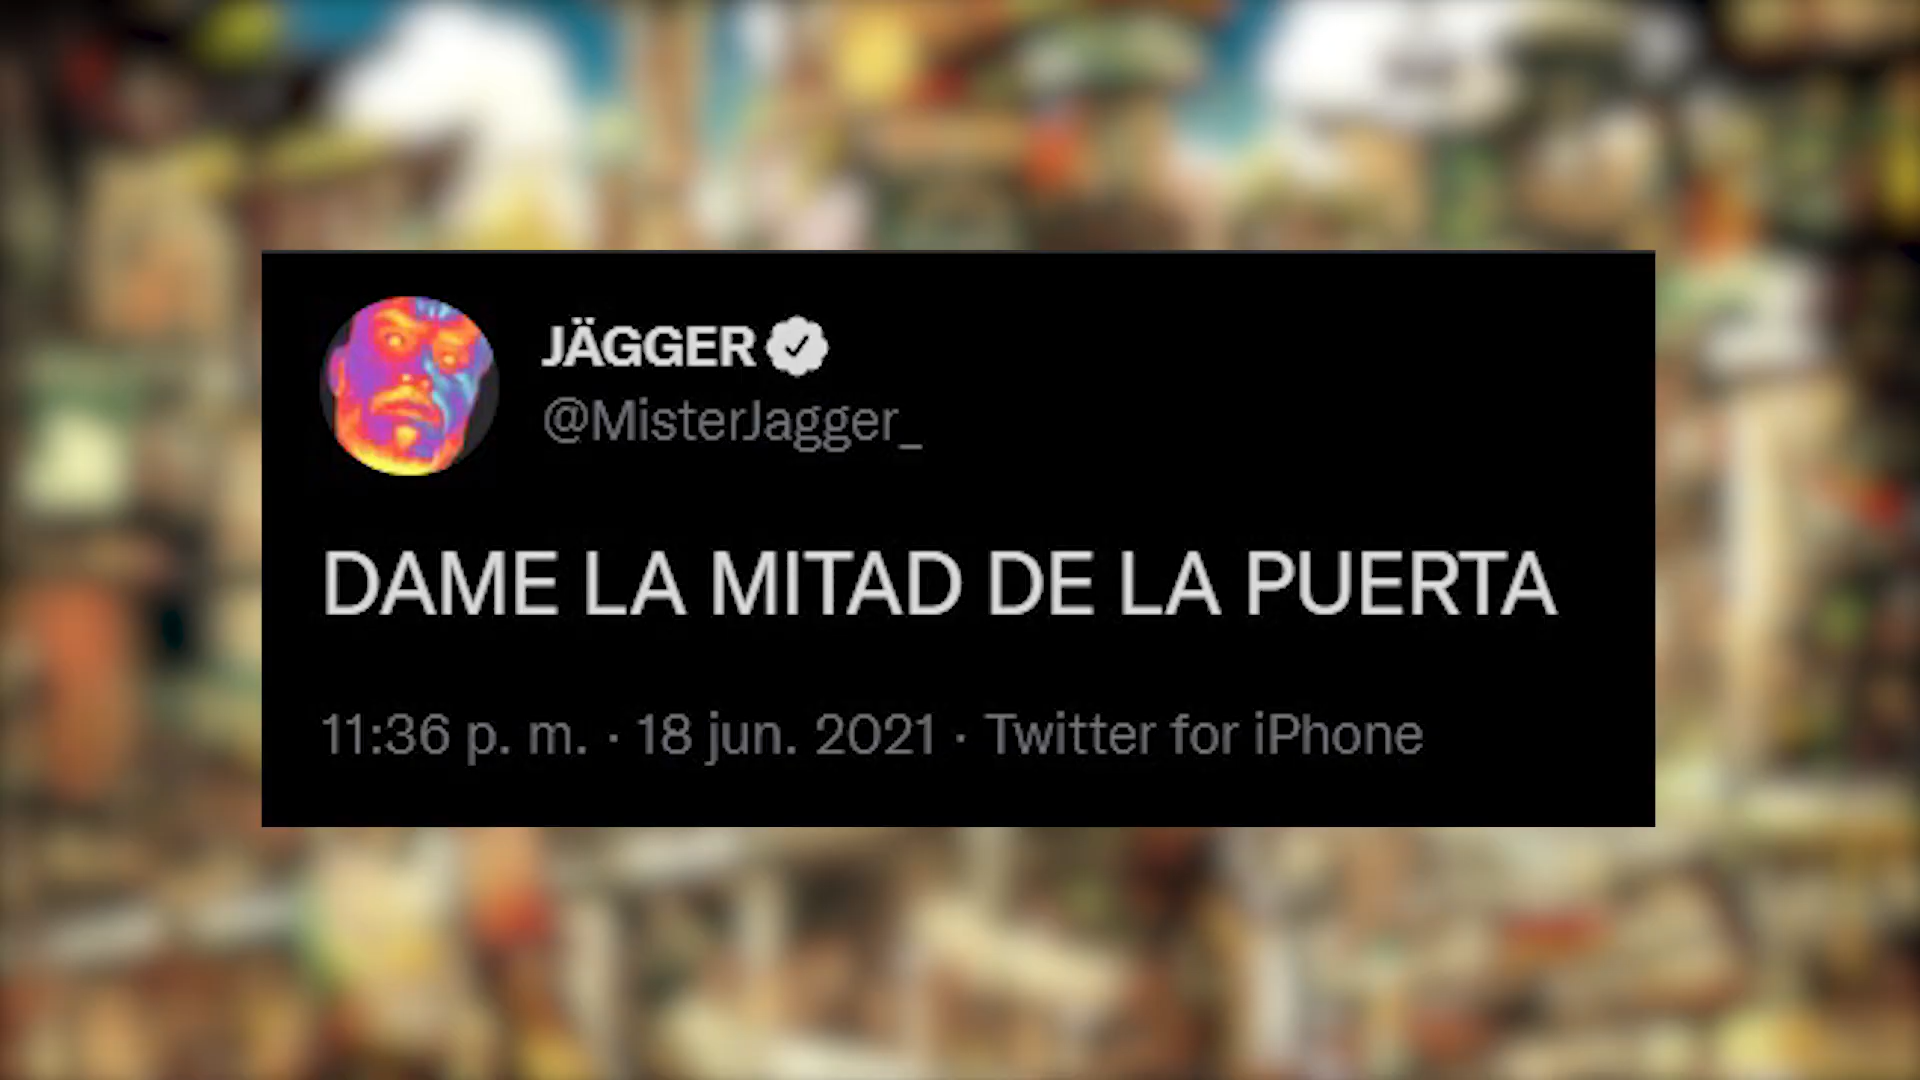 JÄGGER
@MisterJagger_
DAME LA MITAD DE LA PUERTA
11:36 p. m. · 18 jun. 2021 · Twitter for iPhone